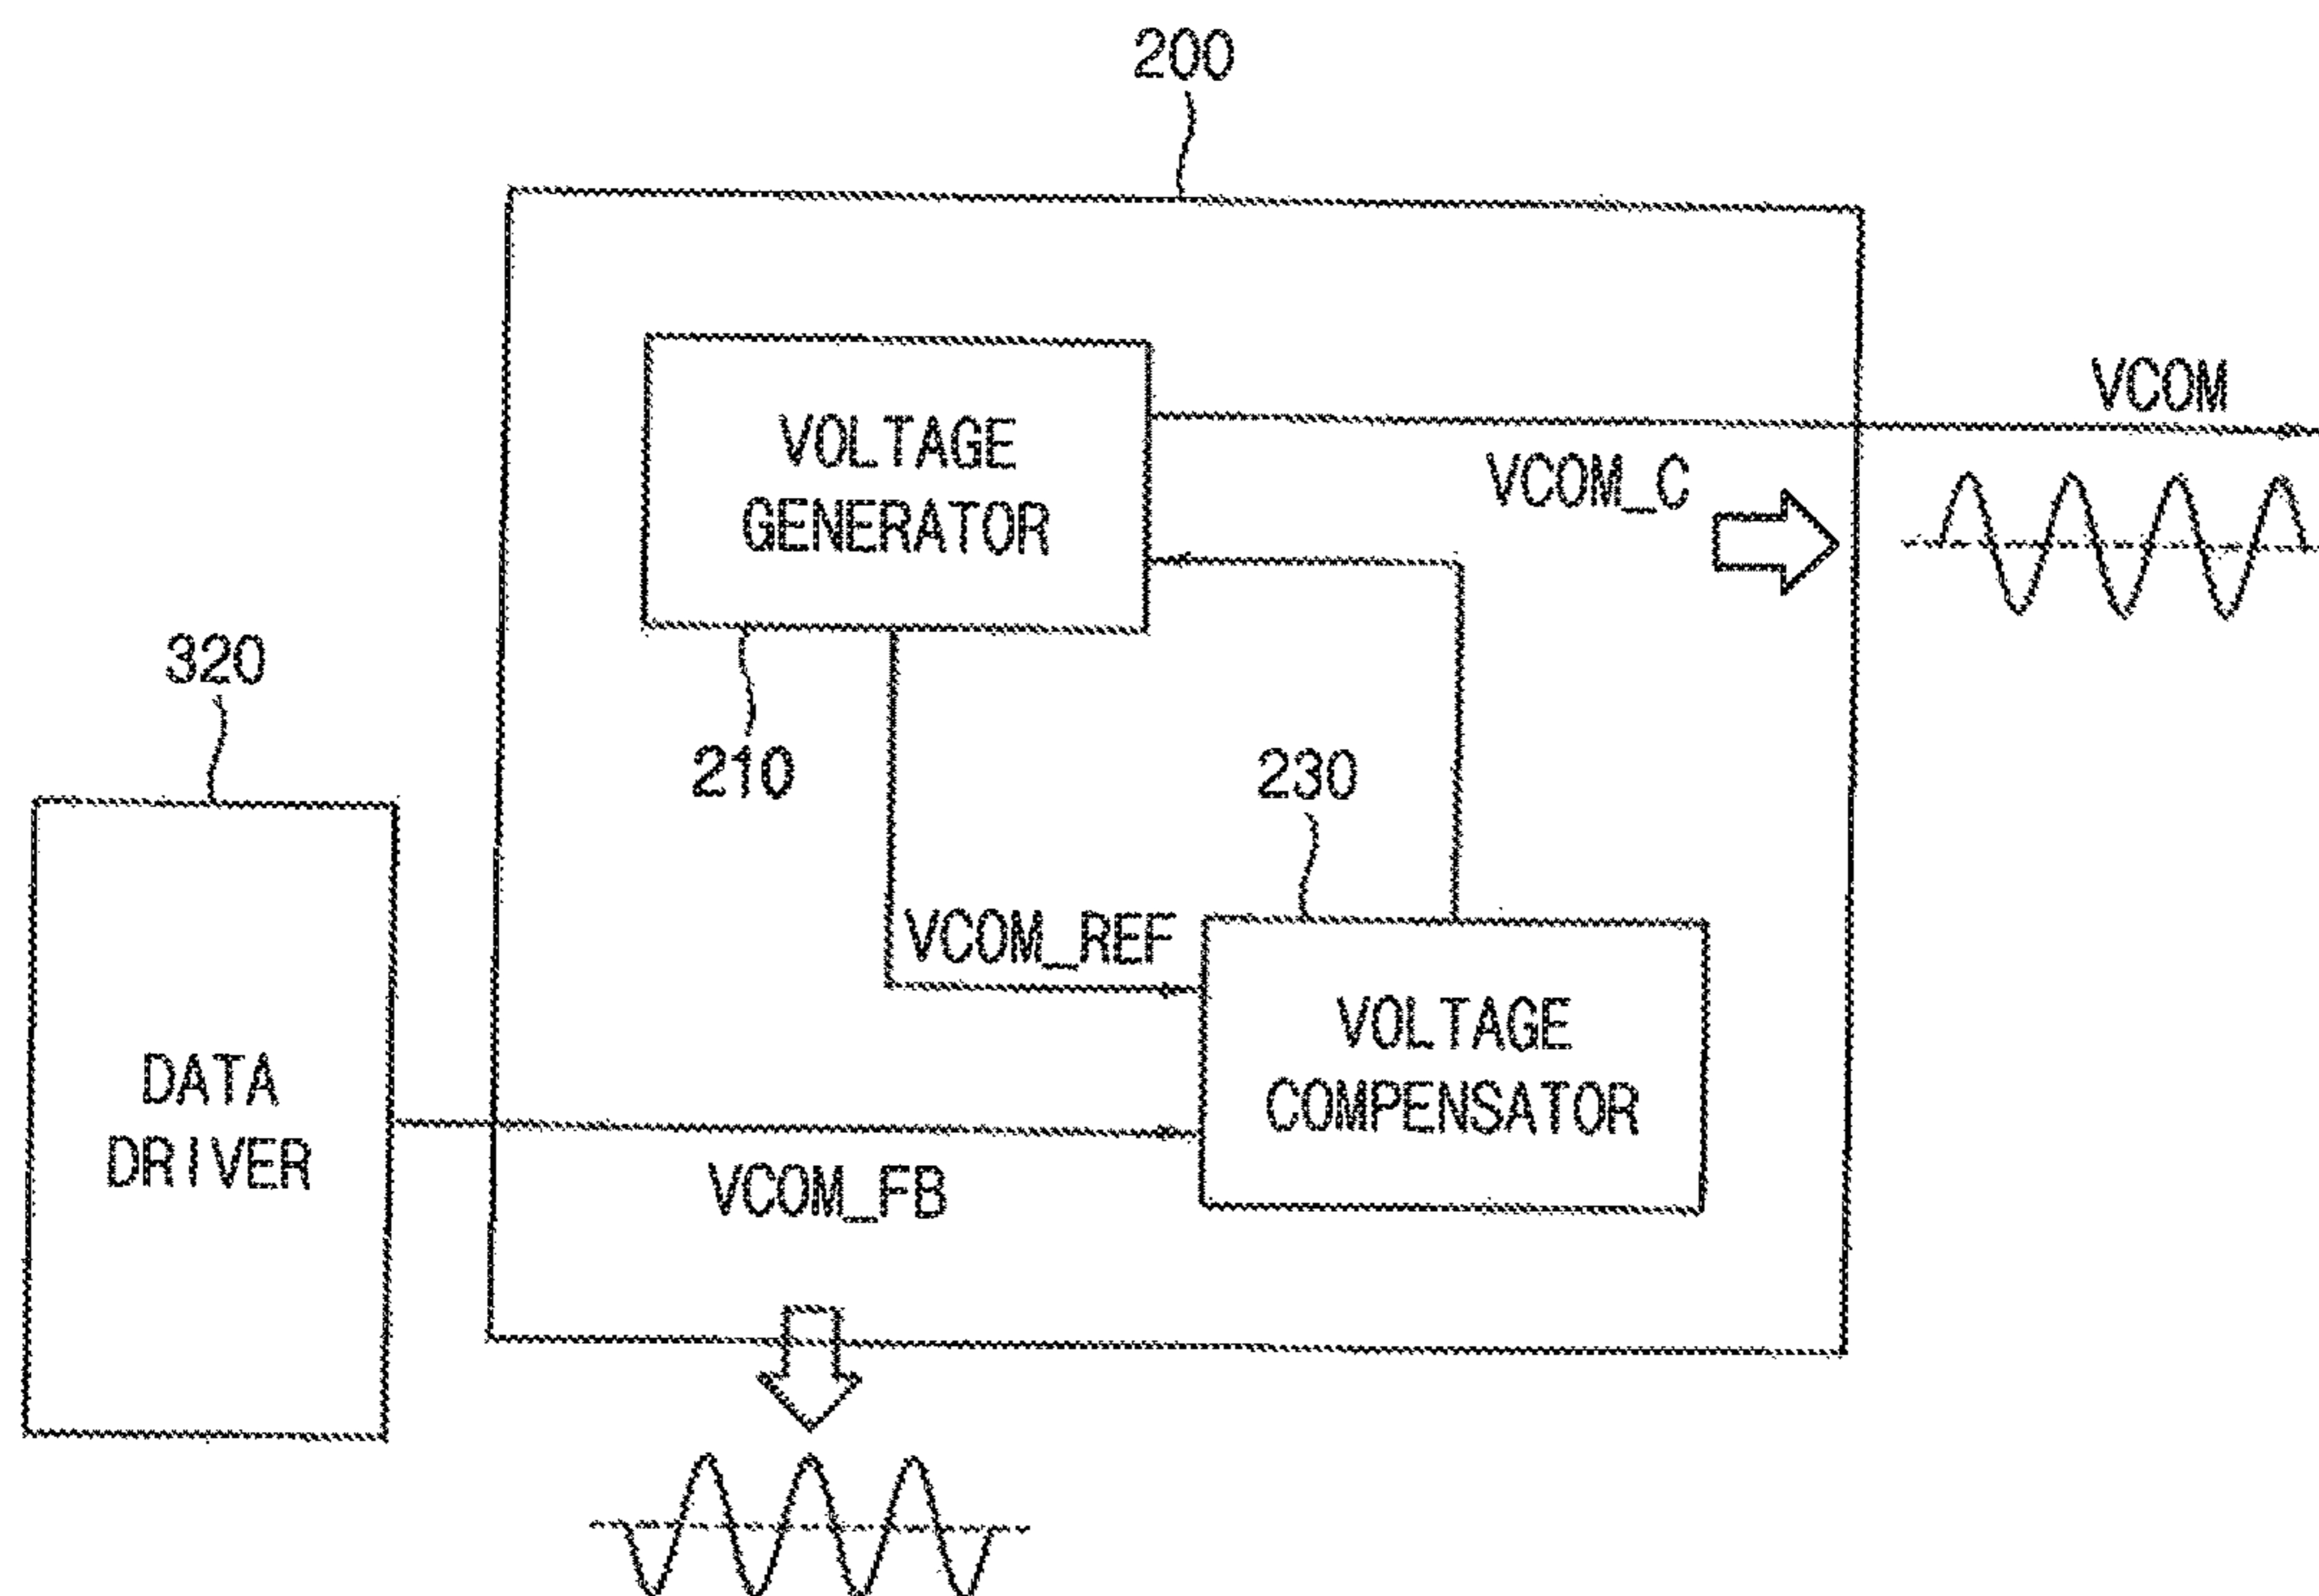 200
VCOM
VOLTAGE
GENERATOR
VCOM_C
320
210
230
VCOM_REF
VOLTAGE
COMPENSATOR
DATA
DRIVER
VCOM_FB